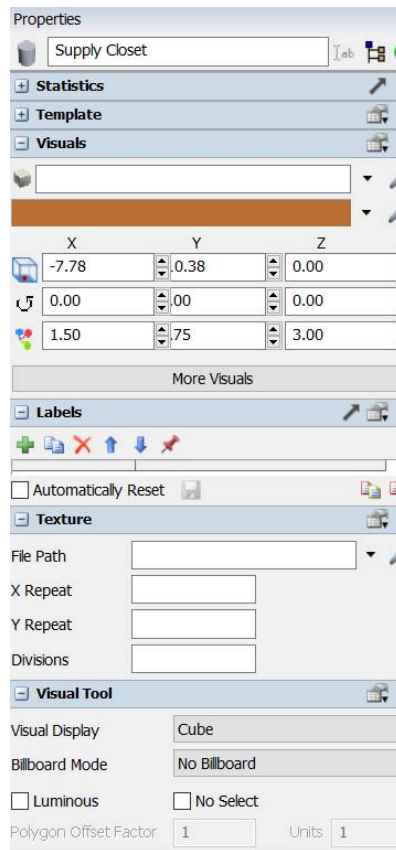 Properties
Supply Closet
Statistics
Template
Visuals
X Y Z
-7.78 .0.38 0.00
0.00 .00 0.00
1.50 .75 3.00
More Visuals
Labels
Automatically Reset
Texture
File Path
X Repeat
Y Repeat
Divisions
Visual Tool
Visual Display Cube
Billboard Mode No Billboard
Luminous No Select
Polygon Offset Factor 1 Units 1